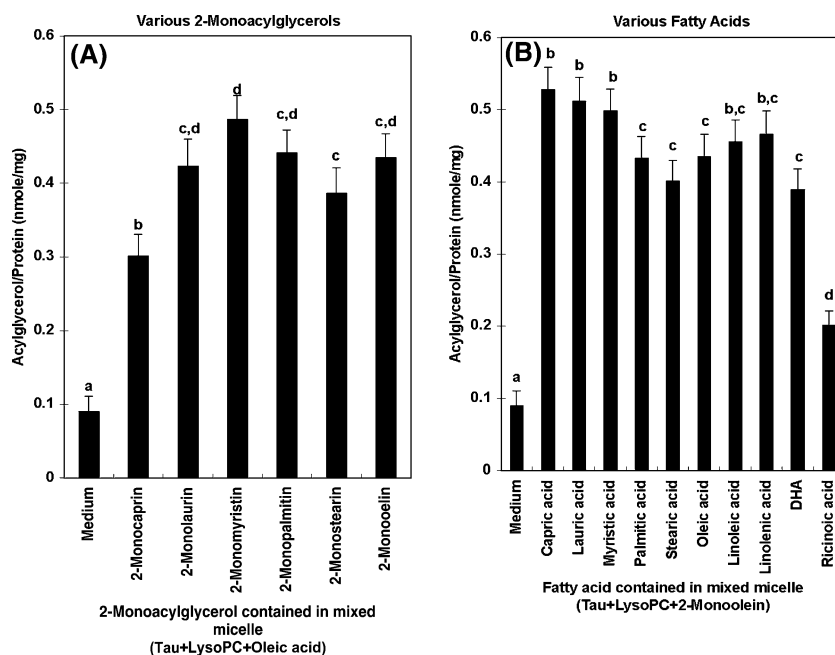 Various 2-Monoacylglycerols
(A)
Acylglycerol/Protein (nmole/mg)
0.6
0.5
0.4
0.3
0.2
0.1
0
a
b
c,d
d
c,d
c
c,d
Medium
2-Monocaprin
2-Monolaurin
2-Monomyristin
2-Monopalmitin
2-Monostearin
2-Monooelin
2-Monoacylglycerol contained in mixed
micelle
(Tau+LysoPC+Oleic acid)
Various Fatty Acids
(B)
Acylglycerol/Protein (nmole/mg)
0.6
0.5
0.4
0.3
0.2
0.1
0
a
b
b
b
c
c
c
b,c
b,c
c
d
Medium
Capric acid
Lauric acid
Myristic acid
Palmitic acid
Stearic acid
Oleic acid
Linoleic acid
Linolenic acid
DHA
Ricinoic acid
Fatty acid contained in mixed micelle
(Tau+LysoPC+2-Monoolein)